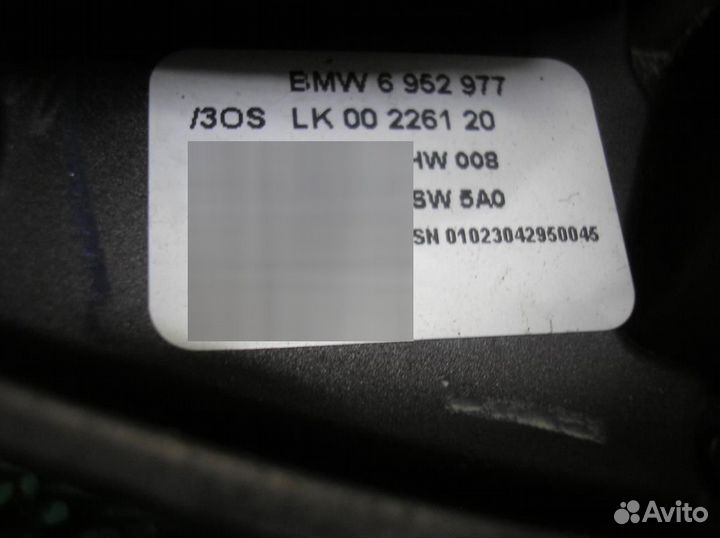 BMW 6 952 977
/3OS LK 00 2261 20
HW 008
SW 5A0
SN 01023042950045
Avito